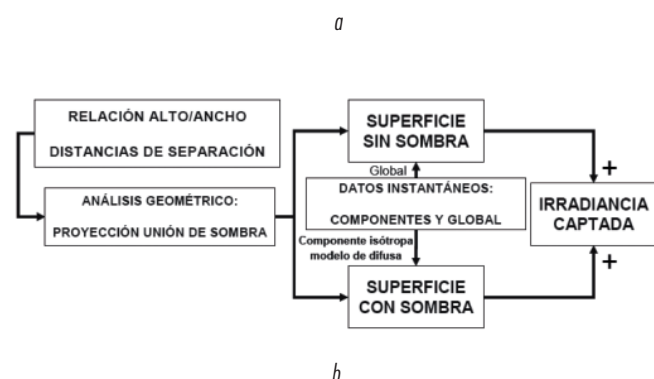 a
RELACIÓN ALTO/ANCHO
DISTANCIAS DE SEPARACIÓN
ANÁLISIS GEOMÉTRICO:
PROYECCIÓN UNIÓN DE SOMBRA
SUPERFICIE
SIN SOMBRA
Global
DATOS INSTANTÁNEOS:
COMPONENTES Y GLOBAL
Componente isótropa
modelo de difusa
SUPERFICIE
CON SOMBRA
+
IRRADIANCIA
CAPTADA
+
b